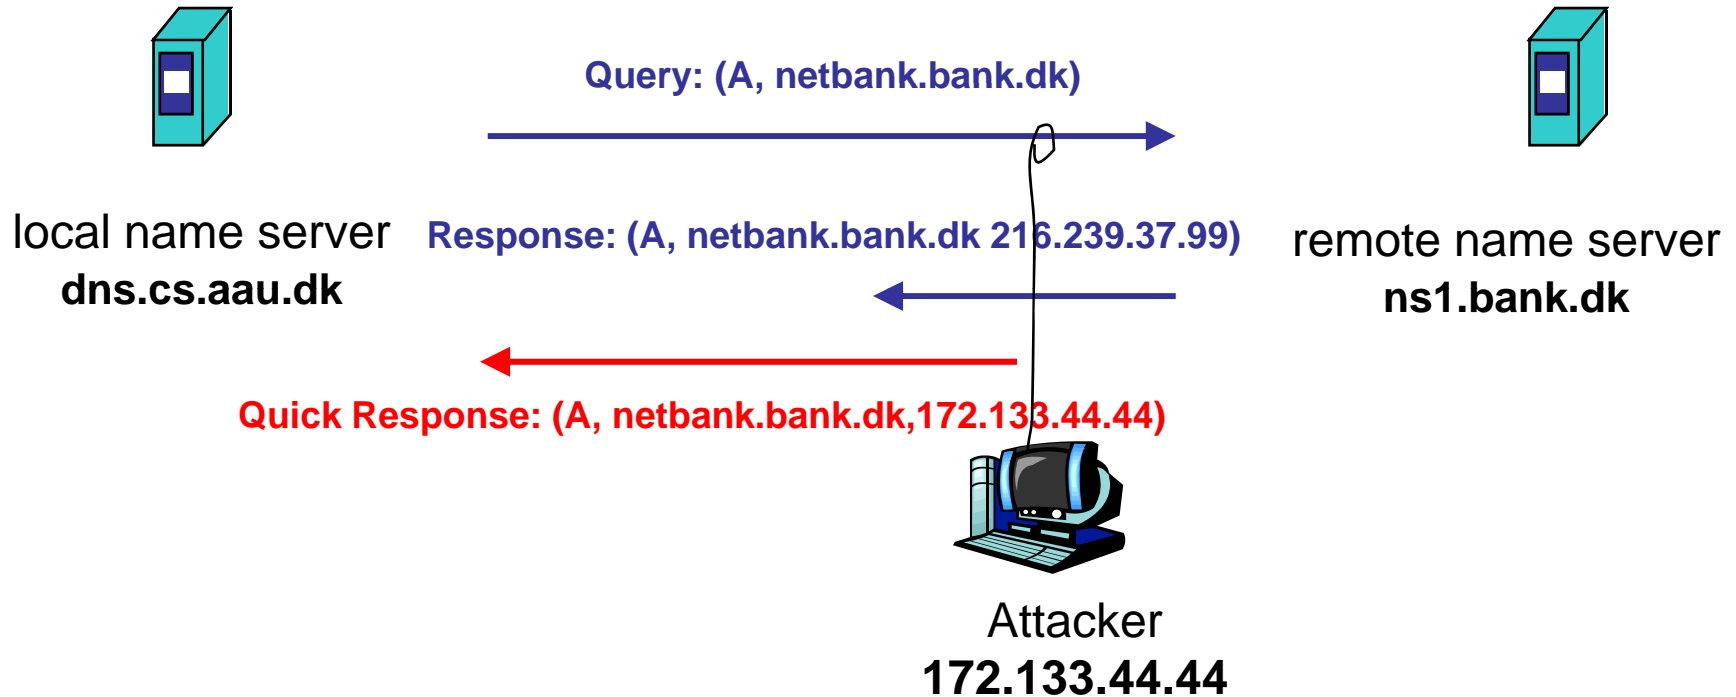 Query: (A, netbank.bank.dk)
local name server
dns.cs.aau.dk
Response: (A, netbank.bank.dk 216.239.37.99)
remote name server
ns1.bank.dk
Quick Response: (A, netbank.bank.dk,172.133.44.44)
Attacker
172.133.44.44